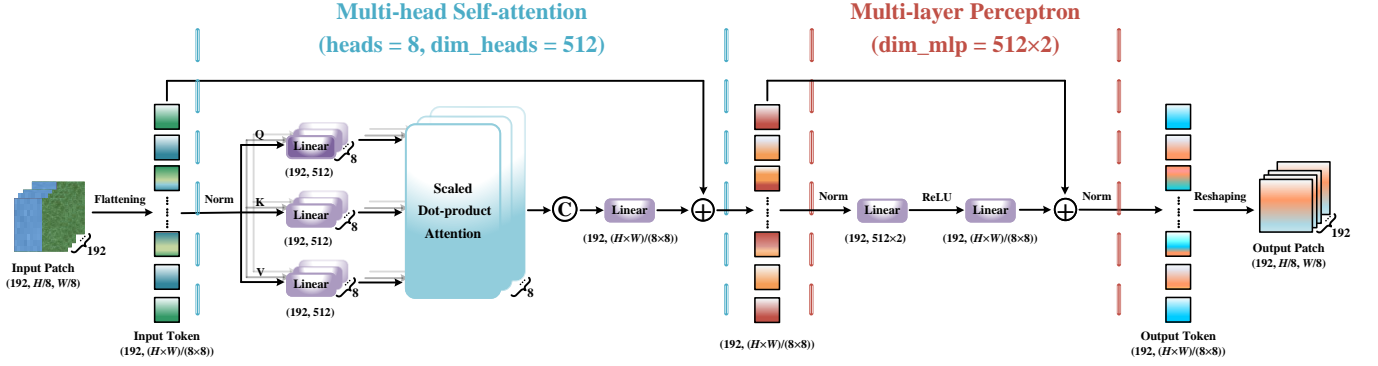 Multi-head Self-attention
(heads = 8, dim_heads = 512)
Multi-layer Perceptron
(dim_mlp = 512×2)
Input Patch
(192, H/8, W/8)
192
Flattening
Input Token
(192, (H×W)/(8×8))
Norm
Q
Linear
8
(192, 512)
K
Linear
8
(192, 512)
V
Linear
8
(192, 512)
Scaled
Dot-product
Attention
8
C
Linear
(192, (H×W)/(8×8))
(192, (H×W)/(8×8))
Norm
Linear
(192, 512×2)
ReLU
Linear
(192, (H×W)/(8×8))
Norm
Output Token
(192, (H×W)/(8×8))
Reshaping
192
Output Patch
(192, H/8, W/8)